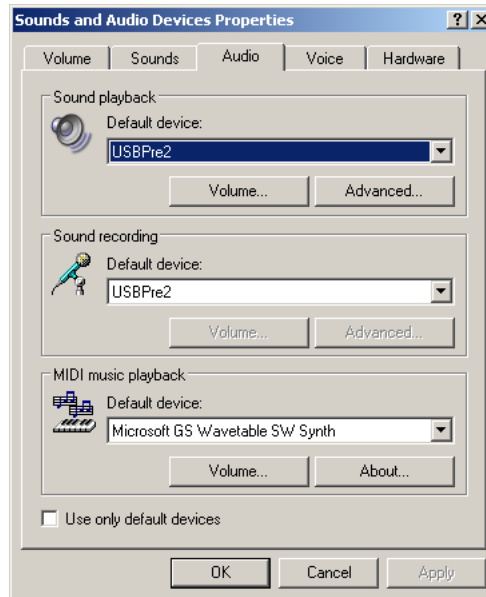 Sounds and Audio Devices Properties
Volume Sounds Audio Voice Hardware
Sound playback
Default device:
USBPre2
Volume... Advanced...
Sound recording
Default device:
USBPre2
Volume... Advanced...
MIDI music playback
Default device:
Microsoft GS Wavetable SW Synth
Volume... About...
Use only default devices
OK Cancel Apply